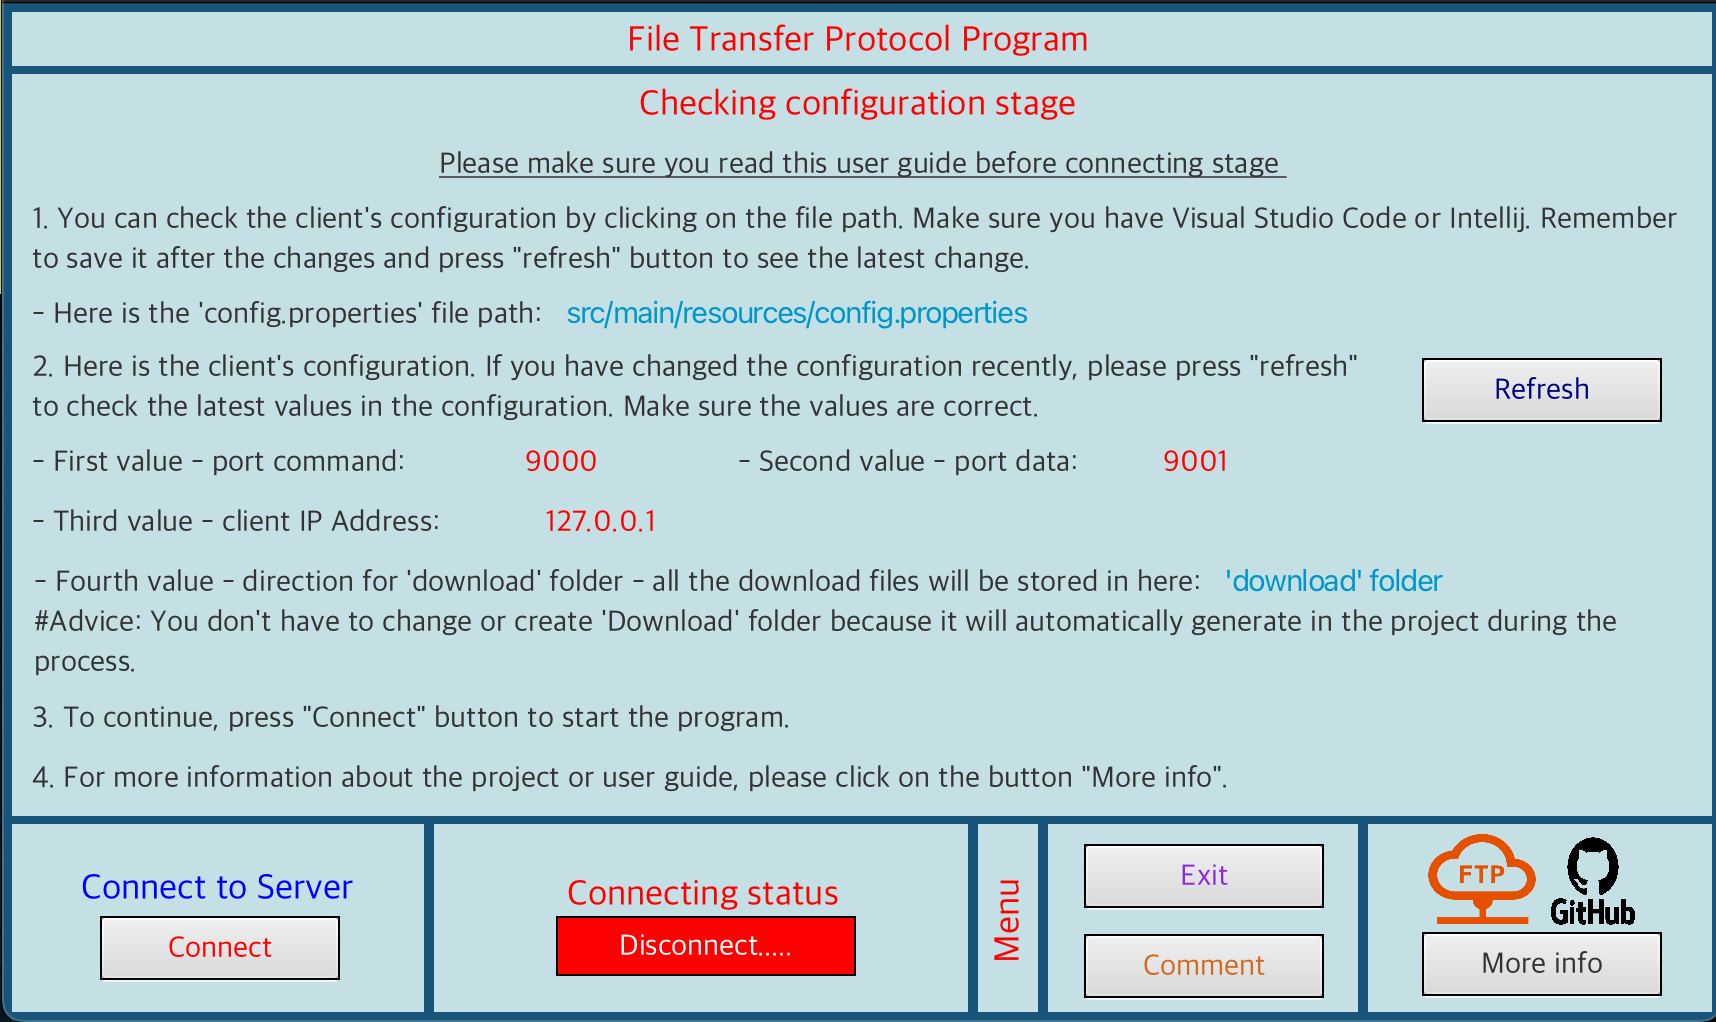 File Transfer Protocol Program
Checking configuration stage
Please make sure you read this user guide before connecting stage
1. You can check the client's configuration by clicking on the file path. Make sure you have Visual Studio Code or Intellij. Remember
to save it after the changes and press "refresh" button to see the latest change.
- Here is the 'config.properties' file path: src/main/resources/config.properties
2. Here is the client's configuration. If you have changed the configuration recently, please press "refresh"
to check the latest values in the configuration. Make sure the values are correct.
Refresh
- First value - port command: 9000 - Second value - port data: 9001
- Third value - client IP Address: 127.0.0.1
- Fourth value - direction for 'download' folder - all the download files will be stored in here: 'download' folder
#Advice: You don't have to change or create 'Download' folder because it will automatically generate in the project during the
process.
3. To continue, press "Connect" button to start the program.
4. For more information about the project or user guide, please click on the button "More info".
Connect to Server
Connect
Connecting status
Disconnect.....
Menu
Exit
Comment
FTP
GitHub
More info